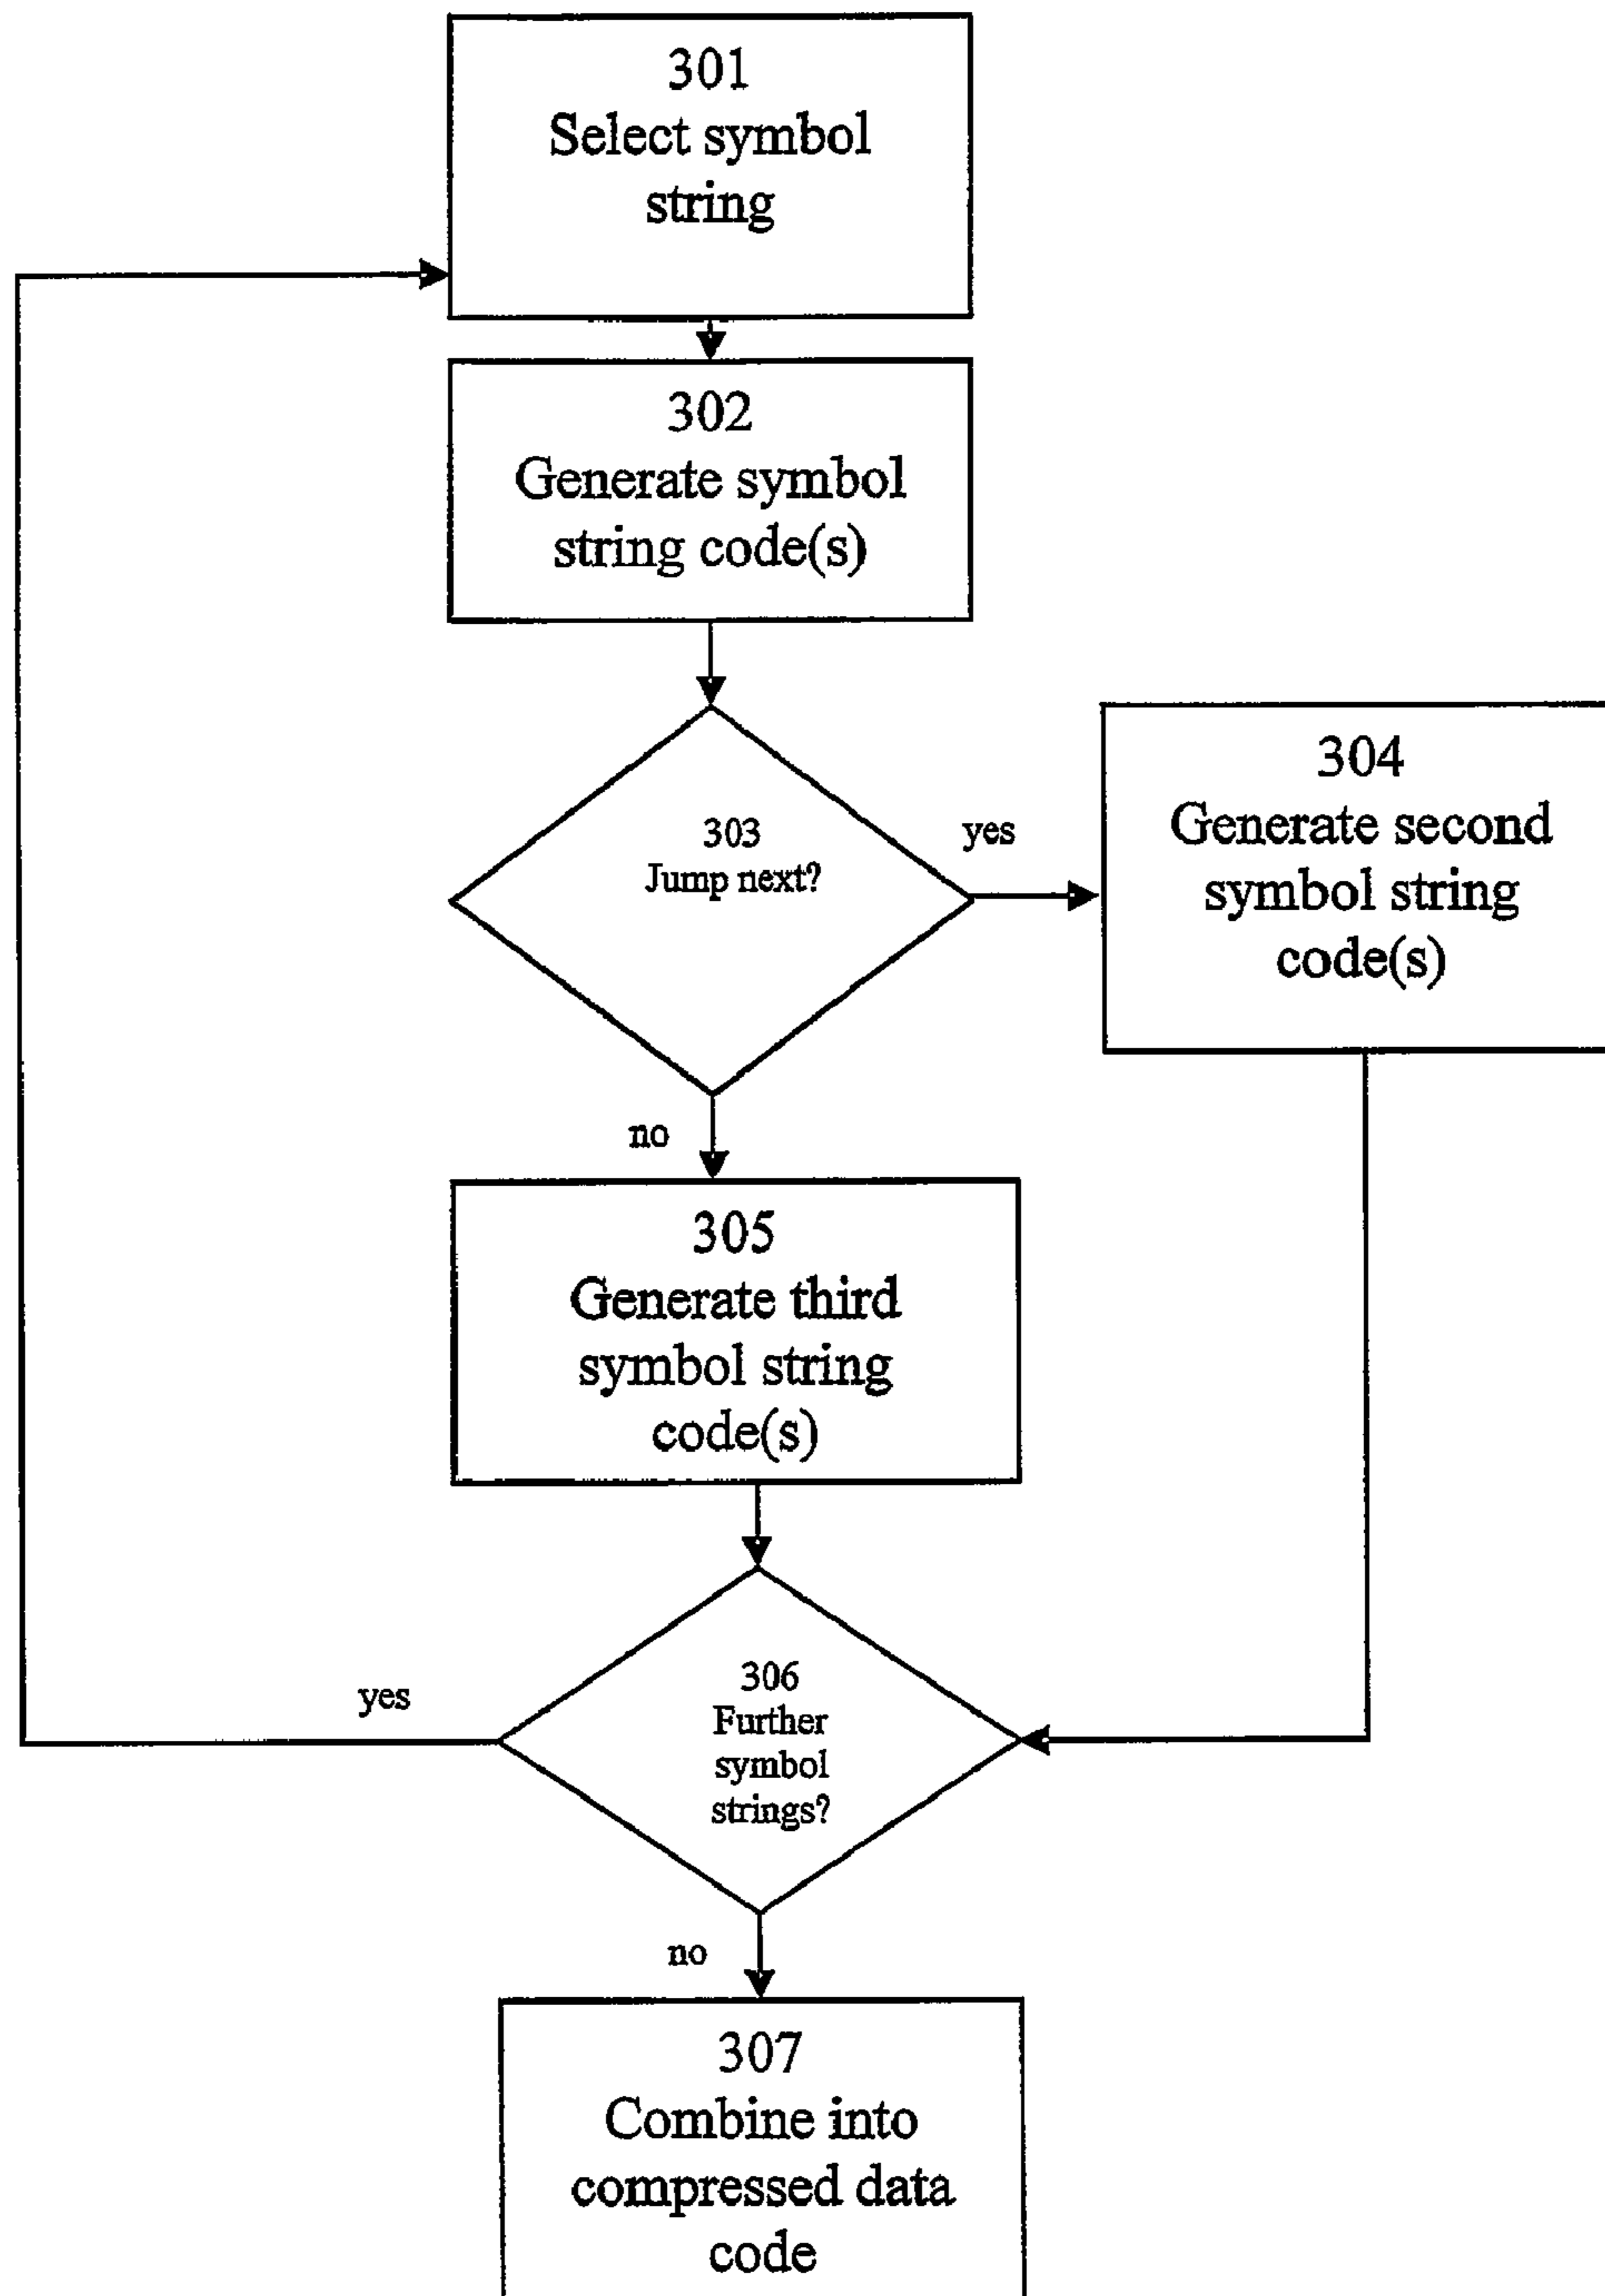 301
Select symbol
string
302
Generate symbol
string code(s)
303
Jump next?
yes
304
Generate second
symbol string
code(s)
no
305
Generate third
symbol string
code(s)
306
Further
symbol
strings?
yes
no
307
Combine into
compressed data
code